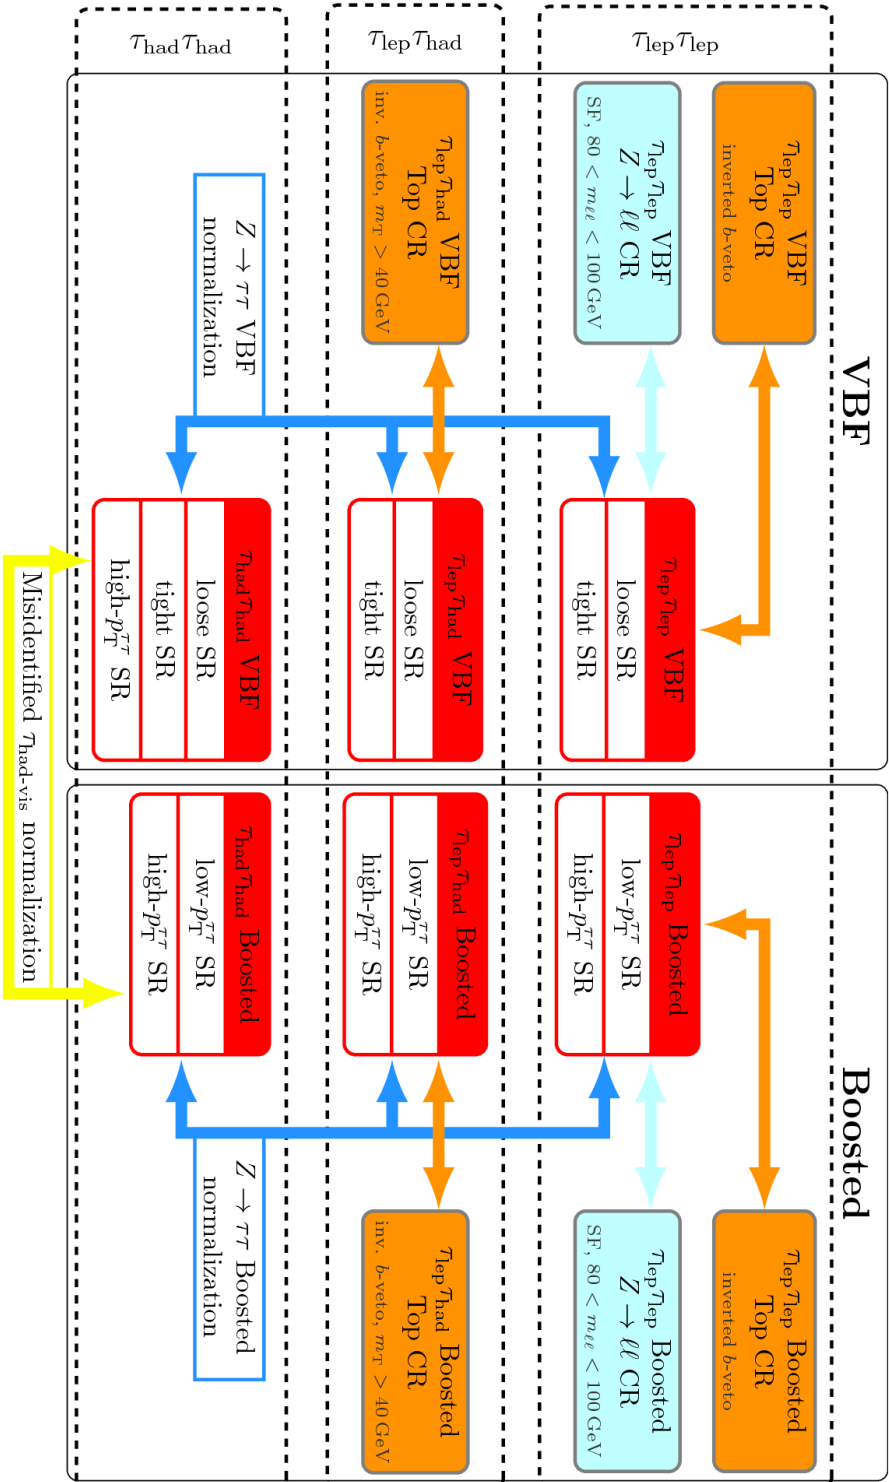 VBF
Boosted
τlepτlep
τlepτlep VBF
Top CR
inverted b-veto
τlepτlep VBF
Z → ℓℓ CR
SF, 80 < mℓℓ < 100 GeV
τlepτlep VBF
loose SR
tight SR
τlepτlep Boosted
low-pTττ SR
high-pTττ SR
τlepτlep Boosted
Top CR
inverted b-veto
τlepτlep Boosted
Z → ℓℓ CR
SF, 80 < mℓℓ < 100 GeV
τlepτhad
τlepτhad VBF
Top CR
inv. b-veto, mT > 40 GeV
τlepτhad VBF
loose SR
tight SR
τlepτhad Boosted
low-pTττ SR
high-pTττ SR
τlepτhad Boosted
Top CR
inv. b-veto, mT > 40 GeV
τhadτhad
Z → ττ VBF
normalization
τhadτhad VBF
loose SR
tight SR
high-pTττ SR
τhadτhad Boosted
low-pTττ SR
high-pTττ SR
Z → ττ Boosted
normalization
Misidentified τhad-vis normalization